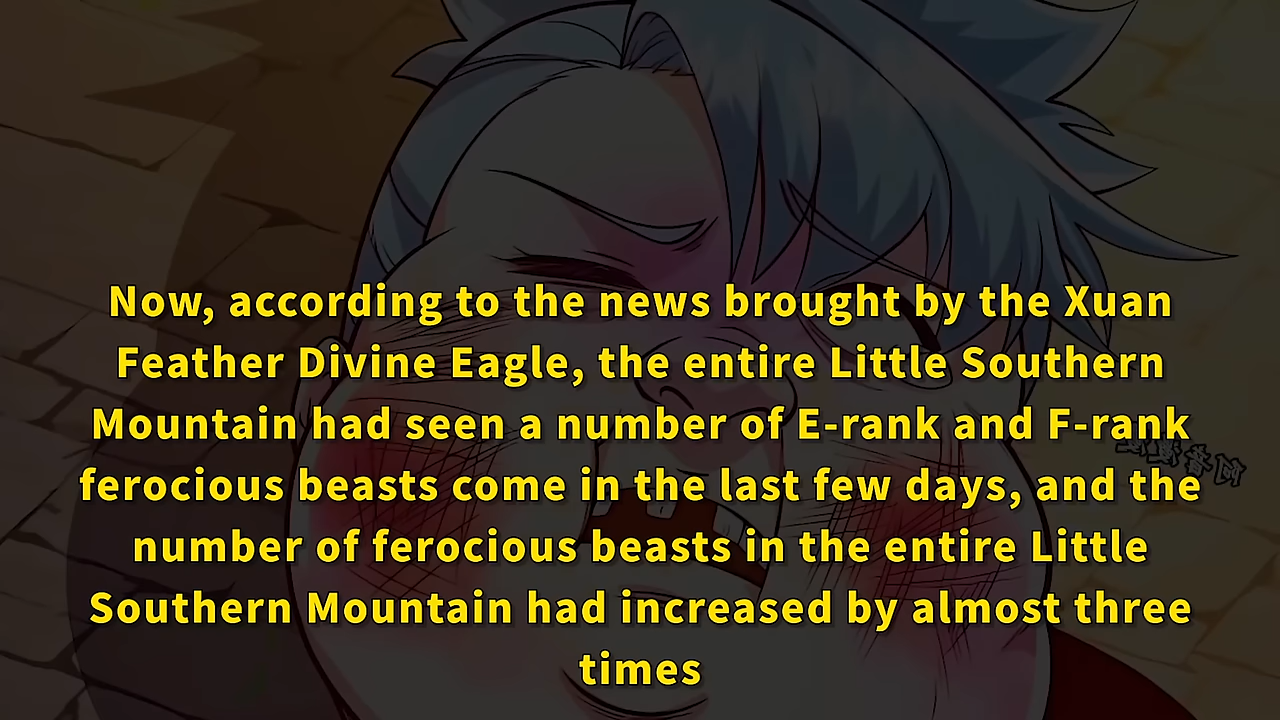 Now, according to the news brought by the Xuan
Feather Divine Eagle, the entire Little Southern
Mountain had seen a number of E-rank and F-rank
ferocious beasts come in the last few days, and the
number of ferocious beasts in the entire Little
Southern Mountain had increased by almost three
times